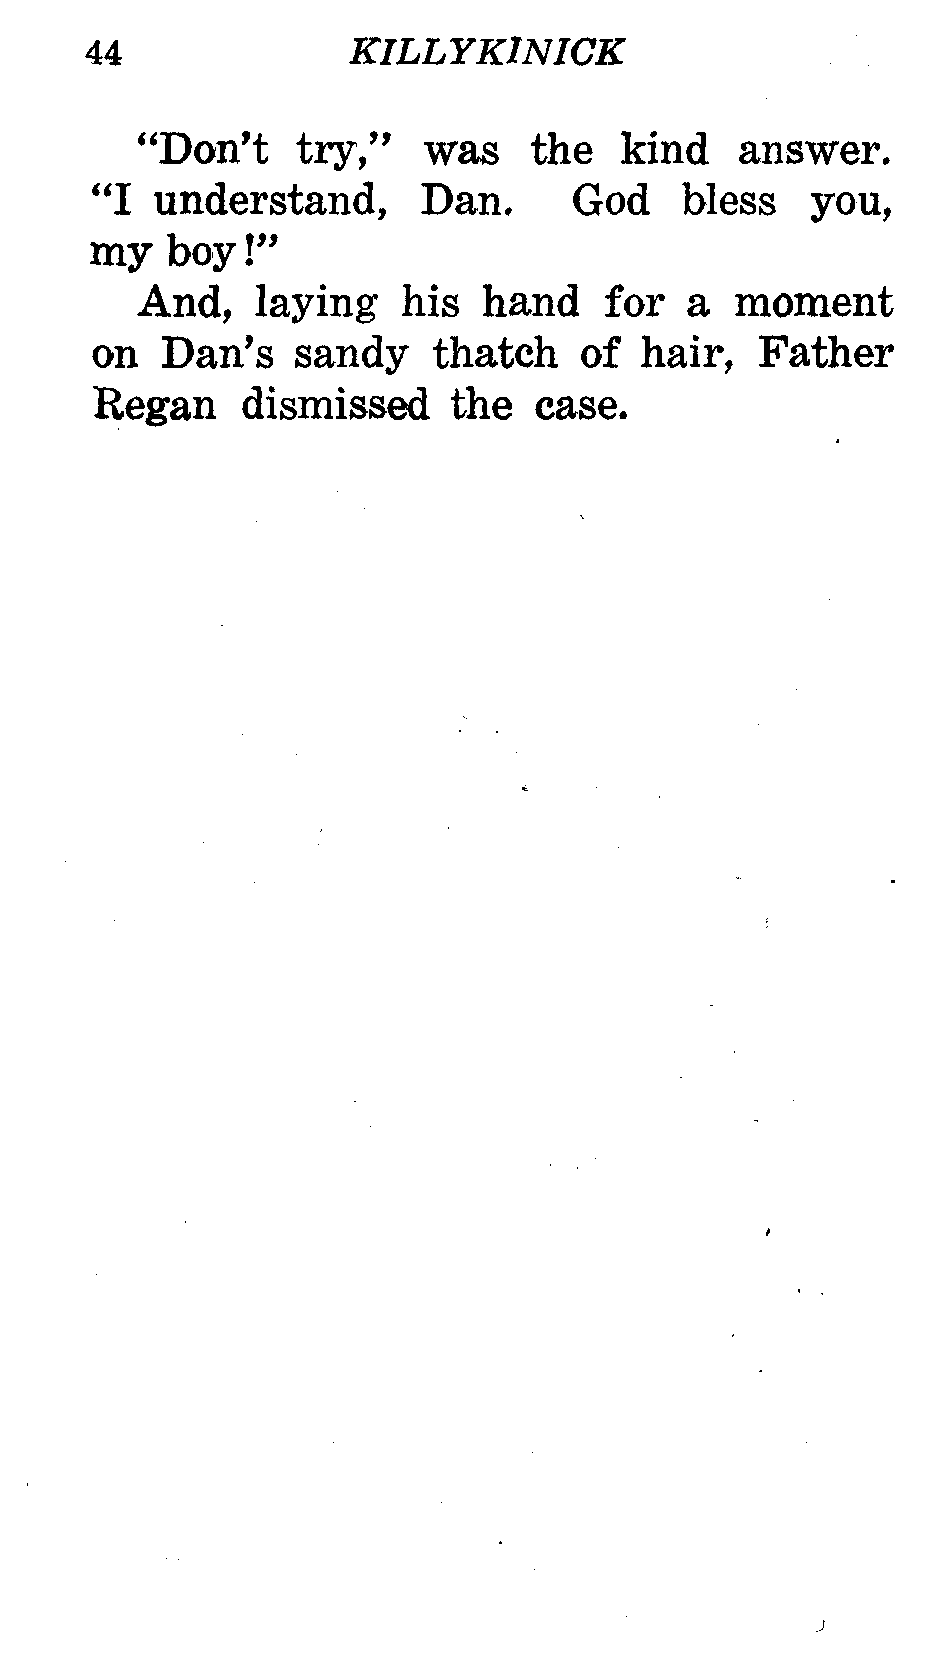 44 KILLYKINICK
"Don't try," was the kind answer.
"I understand, Dan. God bless you,
my boy!"
And, laying his hand for a moment
on Dan's sandy thatch of hair, Father
Regan dismissed the case.